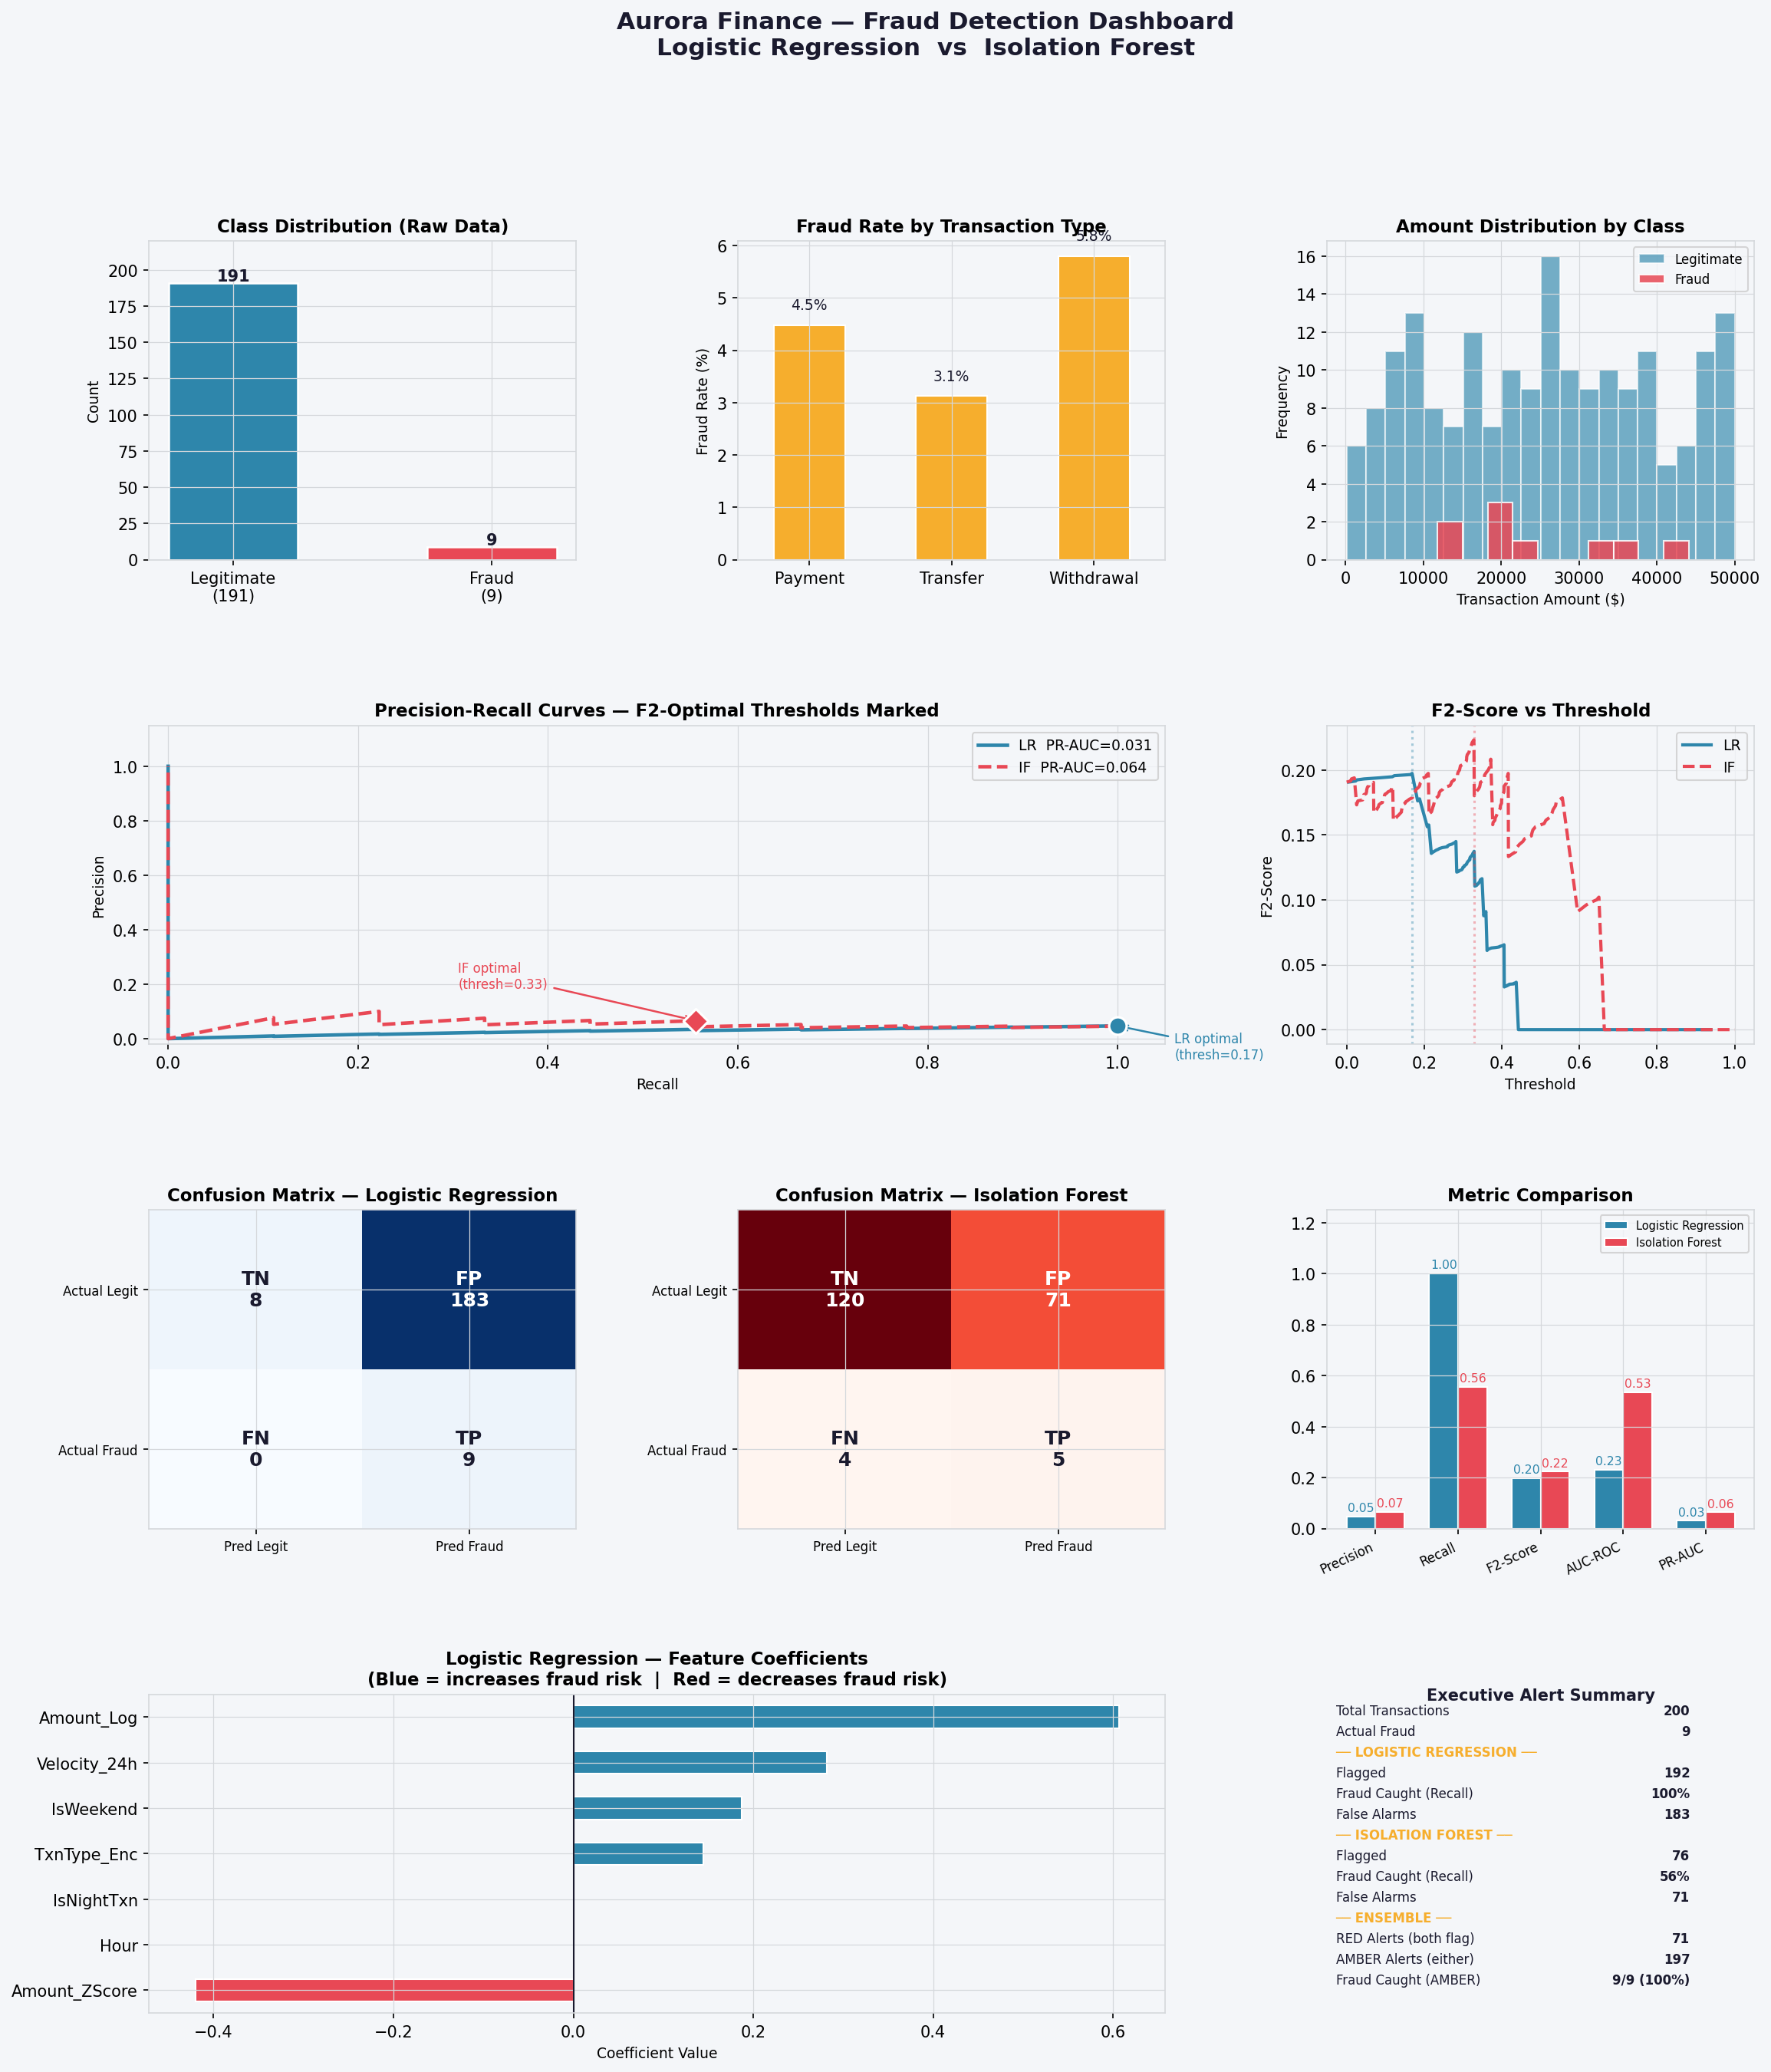 Aurora Finance — Fraud Detection Dashboard
Logistic Regression  vs  Isolation Forest
Class Distribution (Raw Data)
Count
200
175
150
125
100
75
50
25
0
191
9
Legitimate
(191)
Fraud
(9)
Fraud Rate by Transaction Type
Fraud Rate (%)
6
5
4
3
2
1
0
4.5%
3.1%
5.8%
Payment
Transfer
Withdrawal
Amount Distribution by Class
Legitimate
Fraud
Frequency
16
14
12
10
8
6
4
2
0
0
10000
20000
30000
40000
50000
Transaction Amount ($)
Precision-Recall Curves — F2-Optimal Thresholds Marked
LR  PR-AUC=0.031
IF  PR-AUC=0.064
Precision
1.0
0.8
0.6
0.4
0.2
0.0
IF optimal
(thresh=0.33)
LR optimal
(thresh=0.17)
0.0
0.2
0.4
0.6
0.8
1.0
Recall
F2-Score vs Threshold
LR
IF
F2-Score
0.20
0.15
0.10
0.05
0.00
0.0
0.2
0.4
0.6
0.8
1.0
Threshold
Confusion Matrix — Logistic Regression
Actual Legit
Actual Fraud
TN
8
FP
183
FN
0
TP
9
Pred Legit
Pred Fraud
Confusion Matrix — Isolation Forest
Actual Legit
Actual Fraud
TN
120
FP
71
FN
4
TP
5
Pred Legit
Pred Fraud
Metric Comparison
Logistic Regression
Isolation Forest
1.2
1.0
0.8
0.6
0.4
0.2
0.0
0.05
0.07
1.00
0.56
0.20
0.22
0.23
0.53
0.03
0.06
Precision
Recall
F2-Score
AUC-ROC
PR-AUC
Logistic Regression — Feature Coefficients
(Blue = increases fraud risk  |  Red = decreases fraud risk)
Amount_Log
Velocity_24h
IsWeekend
TxnType_Enc
IsNightTxn
Hour
Amount_ZScore
−0.4
−0.2
0.0
0.2
0.4
0.6
Coefficient Value
Executive Alert Summary
Total Transactions 200
Actual Fraud 9
── LOGISTIC REGRESSION ──
Flagged 192
Fraud Caught (Recall) 100%
False Alarms 183
── ISOLATION FOREST ──
Flagged 76
Fraud Caught (Recall) 56%
False Alarms 71
── ENSEMBLE ──
RED Alerts (both flag) 71
AMBER Alerts (either) 197
Fraud Caught (AMBER) 9/9 (100%)